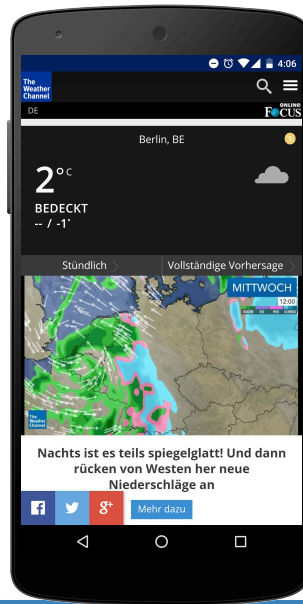 4:06
The
Weather
Channel
DE
ONLINE
FOCUS
Berlin, BE
1
2°C
BEDECKT
-- / -1°
Stündlich
Vollständige Vorhersage
MITTWOCH
12:00
The
Weather
Channel
Nachts ist es teils spiegelglatt! Und dann
rücken von Westen her neue
Niederschläge an
f
g+
Mehr dazu